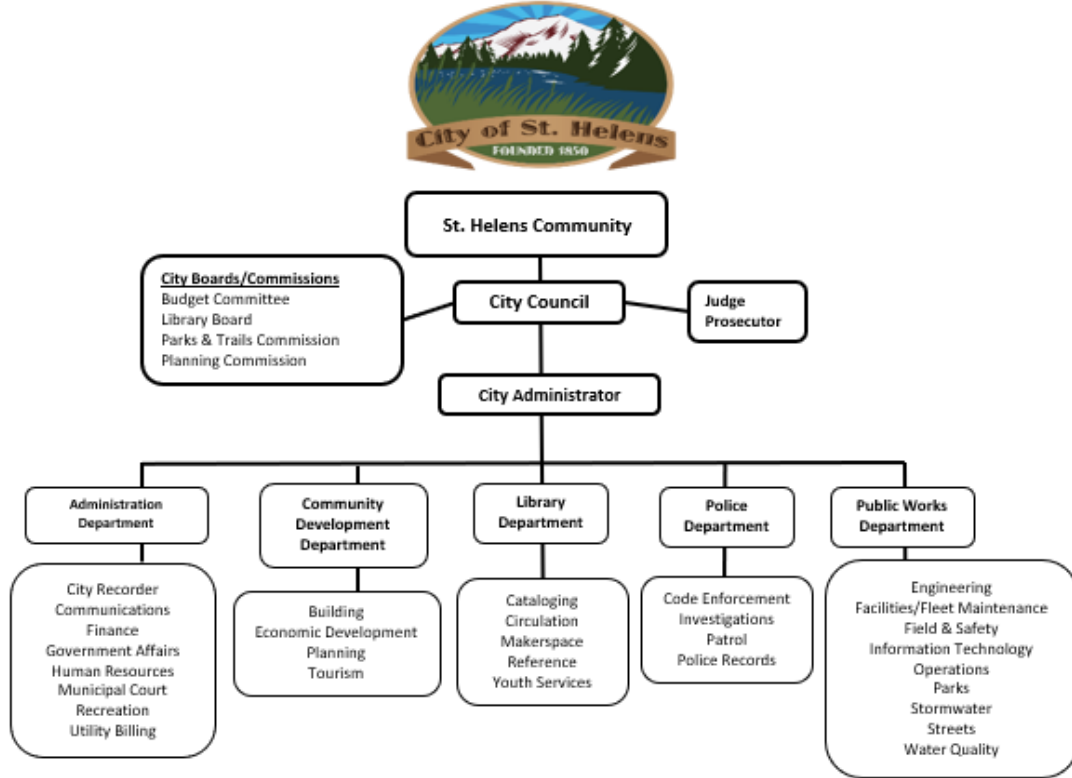 City of St. Helens
FOUNDED 1850
St. Helens Community
City Boards/Commissions
Budget Committee
Library Board
Parks & Trails Commission
Planning Commission
City Council
Judge
Prosecutor
City Administrator
Administration
Department
City Recorder
Communications
Finance
Government Affairs
Human Resources
Municipal Court
Recreation
Utility Billing
Community
Development
Department
Building
Economic Development
Planning
Tourism
Library
Department
Cataloging
Circulation
Makerspace
Reference
Youth Services
Police
Department
Code Enforcement
Investigations
Patrol
Police Records
Public Works
Department
Engineering
Facilities/Fleet Maintenance
Field & Safety
Information Technology
Operations
Parks
Stormwater
Streets
Water Quality